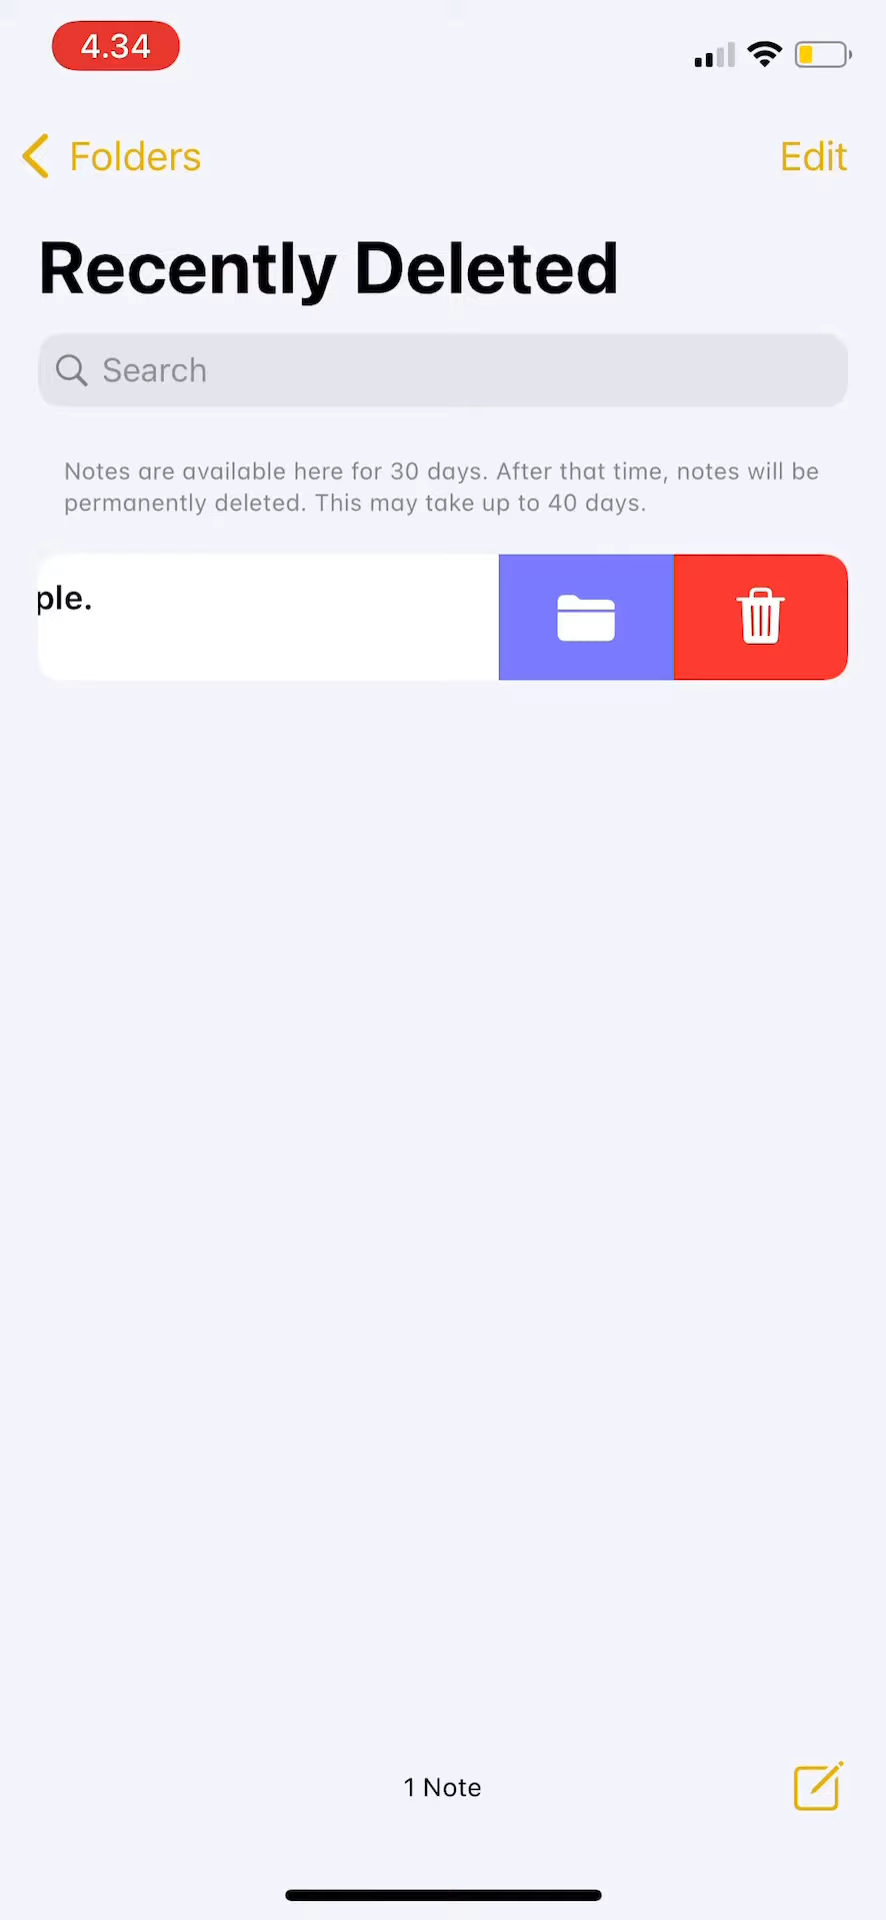 4.34
Folders
Edit
Recently Deleted
Search
Notes are available here for 30 days. After that time, notes will be
permanently deleted. This may take up to 40 days.
ple.
1 Note